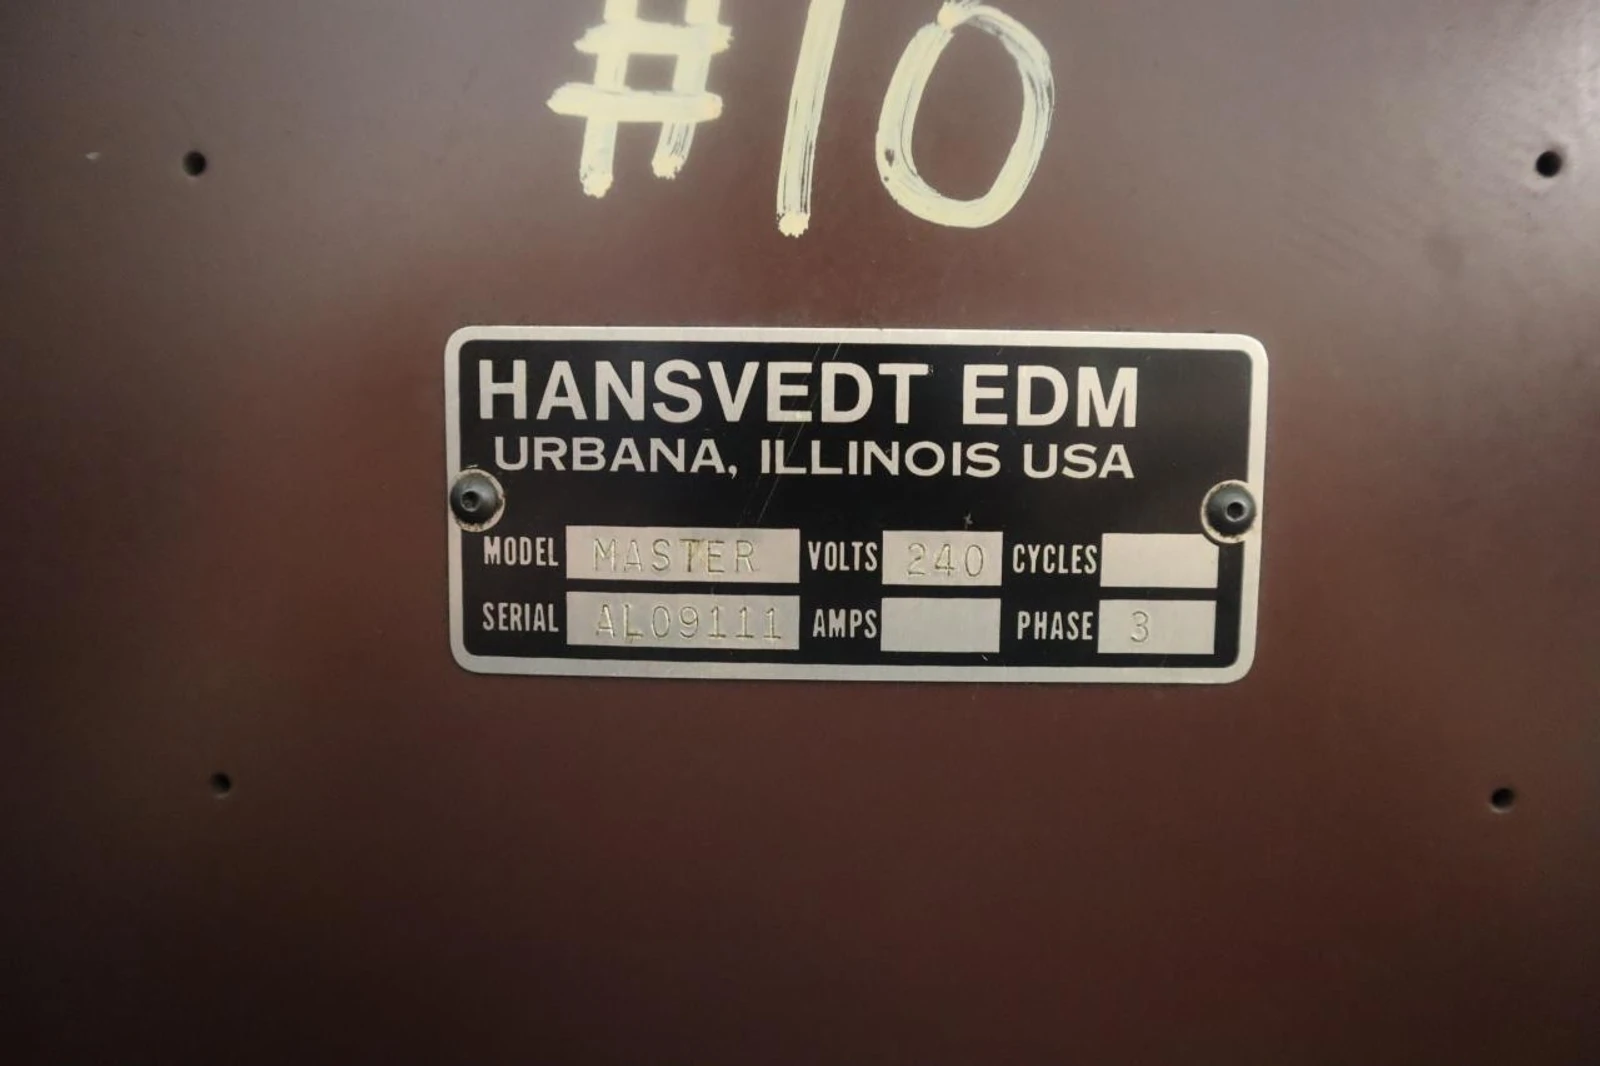 #10
HANSVEDT EDM
URBANA, ILLINOIS USA
MODEL MASTER VOLTS 240 CYCLES
SERIAL AL09111 AMPS PHASE 3